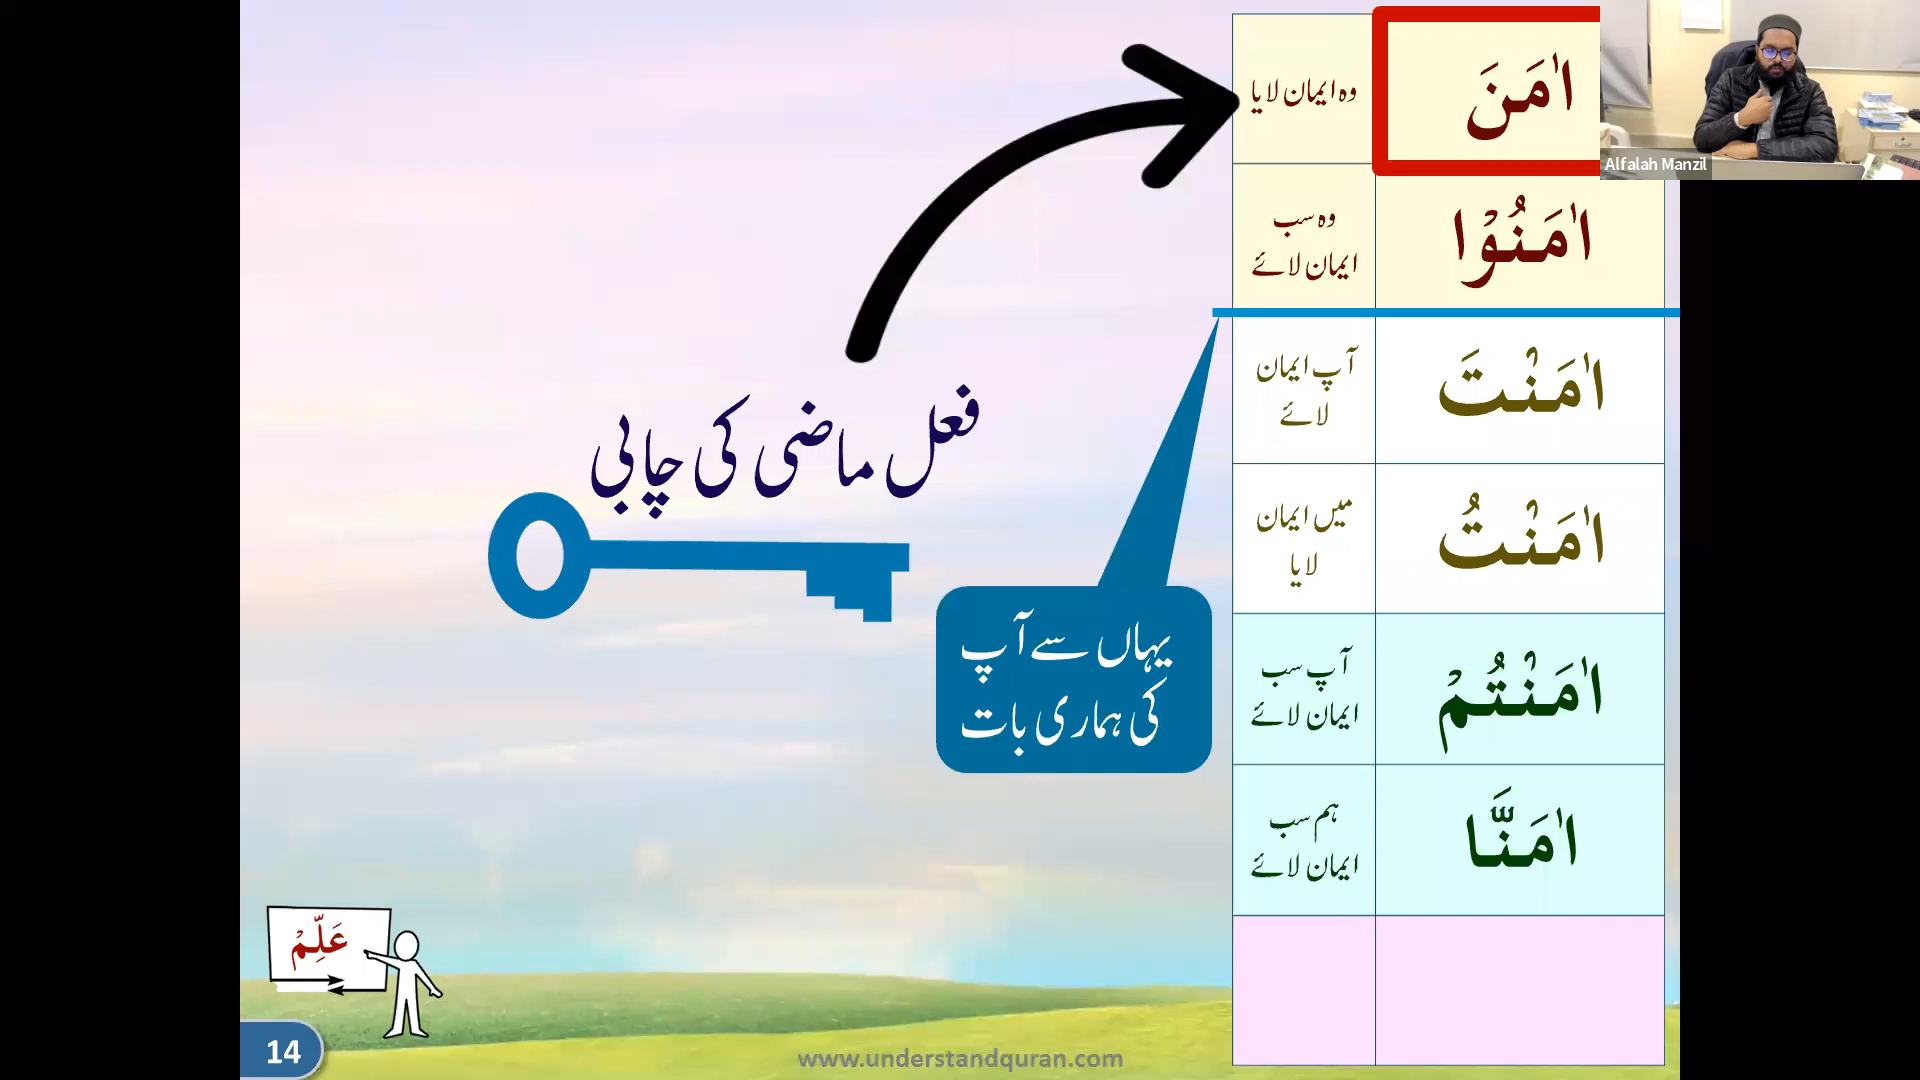 اٰمَنَ
وہ ایمان لایا
Alfalah Manzil
اٰمَنُوْا
وہ سب
ایمان لائے
اٰمَنْتَ
آپ ایمان
لائے
اٰمَنْتُ
میں ایمان
لایا
اٰمَنْتُمْ
آپ سب
ایمان لائے
اٰمَنَّا
ہم سب
ایمان لائے
فعل ماضی کی چابی
یہاں سے آپ
کی ہماری بات
عَلِّمْ
14
www.understandquran.com